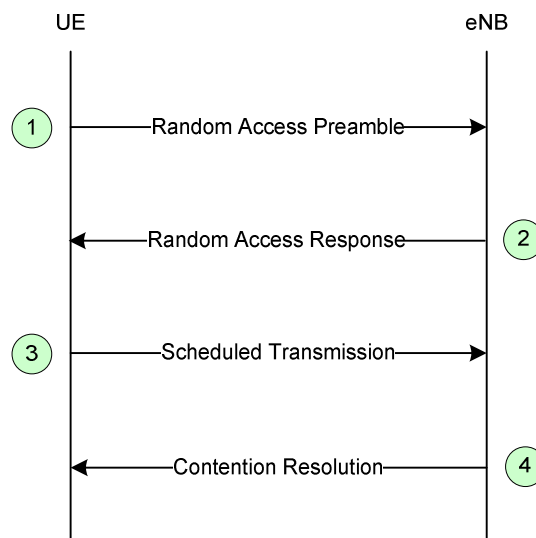 UE
eNB
1
Random Access Preamble
Random Access Response
2
3
Scheduled Transmission
Contention Resolution
4